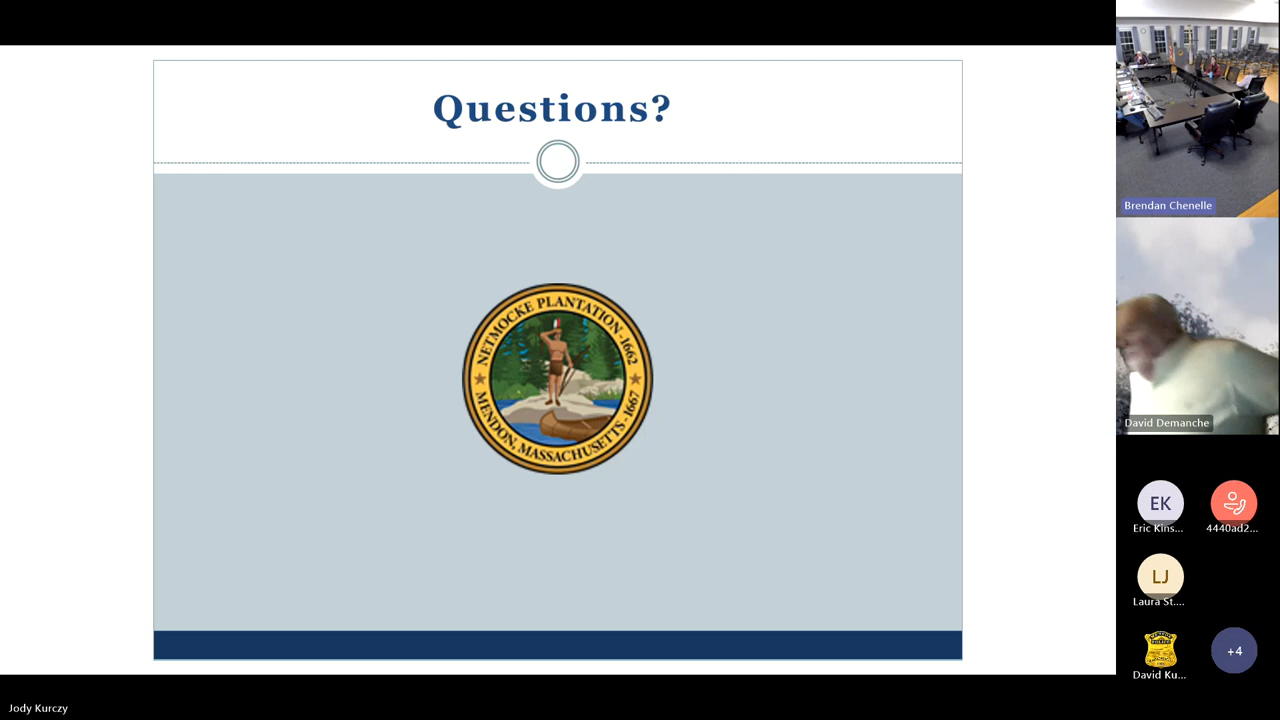 Questions?
NETMOCKE PLANTATION-1662
MENDON, MASSACHUSETTS-1667
Brendan Chenelle
David Demanche
EK
Eric Kins...
4440ad2...
LJ
Laura St....
David Ku...
+4
Jody Kurczy